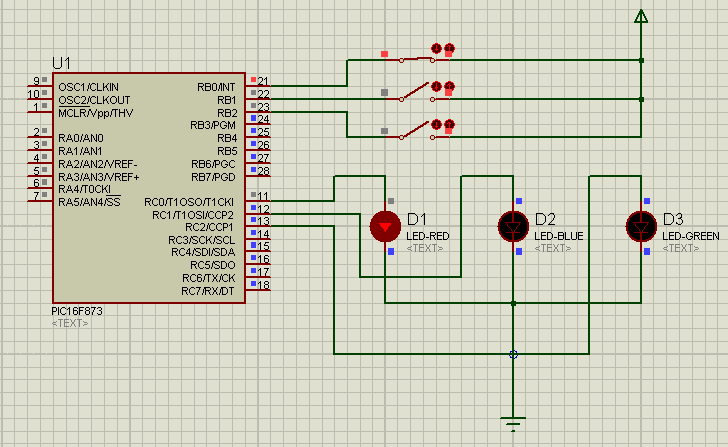 U1
9 OSC1/CLKIN RB0/INT 21
10 OSC2/CLKOUT RB1 22
1 MCLR/Vpp/THV RB2 23
RB3/PGM 24
2 RA0/AN0 RB4 25
3 RA1/AN1 RB5 26
4 RA2/AN2/VREF- RB6/PGC 27
5 RA3/AN3/VREF+ RB7/PGD 28
6 RA4/T0CKI
7 RA5/AN4/SS RC0/T1OSO/T1CKI 11
RC1/T1OSI/CCP2 12
RC2/CCP1 13
RC3/SCK/SCL 14
RC4/SDI/SDA 15
RC5/SDO 16
RC6/TX/CK 17
RC7/RX/DT 18
PIC16F873
<TEXT>
D1
LED-RED
<TEXT>
D2
LED-BLUE
<TEXT>
D3
LED-GREEN
<TEXT>